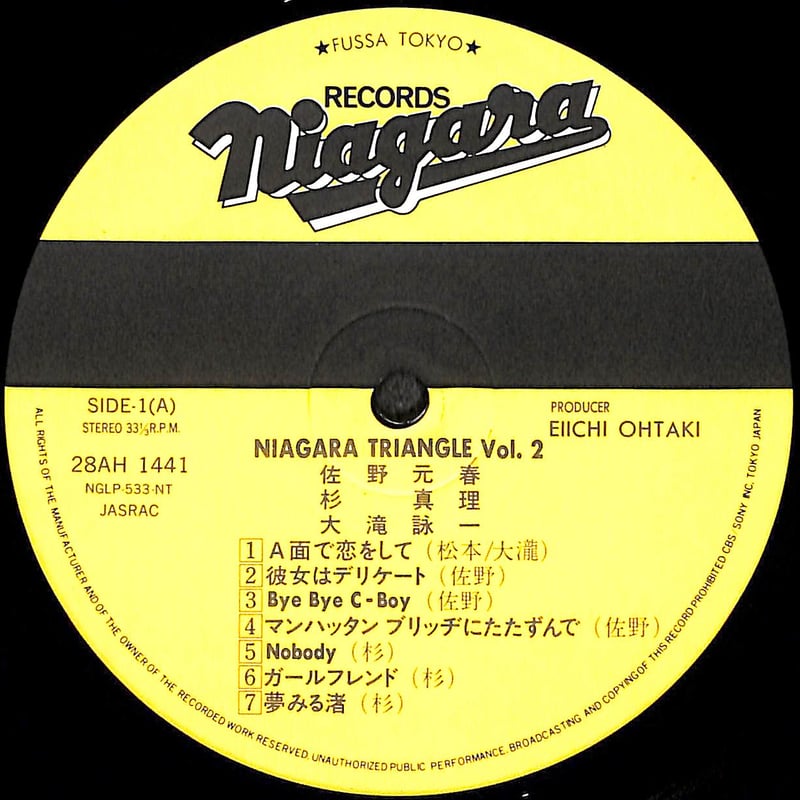 ★FUSSA TOKYO★
RECORDS
Niagara
SIDE-1(A)
STEREO 33⅓R.P.M.
28AH 1441
NGLP-533-NT
JASRAC
PRODUCER
EIICHI OHTAKI
NIAGARA TRIANGLE Vol. 2
佐野元春
杉真理
大滝詠一
1 A面で恋をして (松本/大瀧)
2 彼女はデリケート (佐野)
3 Bye Bye C-Boy (佐野)
4 マンハッタン ブリッヂにたたずんで (佐野)
5 Nobody (杉)
6 ガールフレンド (杉)
7 夢みる渚 (杉)
ALL RIGHTS OF THE MANUFACTURER AND OF THE OWNER OF THE RECORDED WORK RESERVED. UNAUTHORIZED PUBLIC PERFORMANCE. BROADCASTING AND COPYING OF THIS RECORD PROHIBITED CBS/SONY INC. TOKYO JAPAN